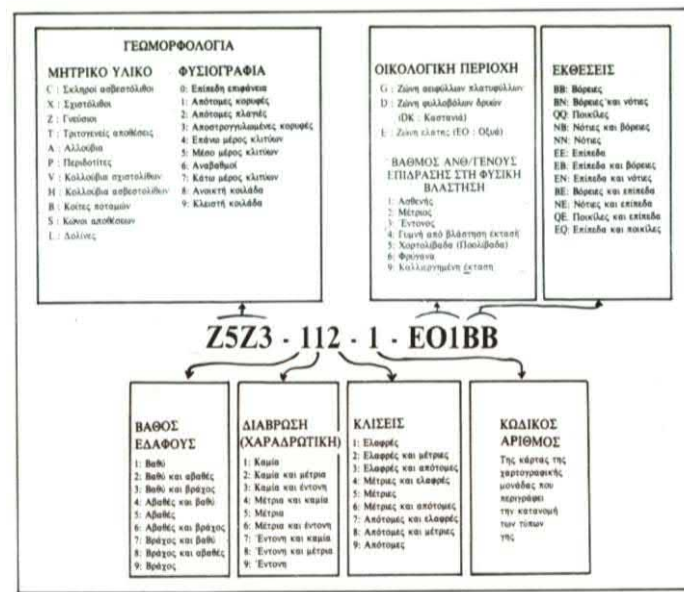 ΓΕΩΜΟΡΦΟΛΟΓΙΑ
ΜΗΤΡΙΚΟ ΥΛΙΚΟ
C : Σκληροί ασβεστόλιθοι
X : Σχιστόλιθοι
Z : Γνεύσιοι
T : Τριτογενείς αποθέσεις
A : Αλλούβια
P : Περιδοτίτες
V : Κολλούβια σχιστολίθων
H : Κολλούβια ασβεστολίθων
B : Κοίτες ποταμών
S : Κώνοι αποθέσεων
L : Δολίνες
ΦΥΣΙΟΓΡΑΦΙΑ
0: Επίπεδη επιφάνεια
1: Απότομες κορυφές
2: Απότομες πλαγιές
3: Αποστρογγυλωμένες κορυφές
4: Επάνω μέρος κλιτύων
5: Μέσο μέρος κλιτύων
6: Αναβαθμοί
7: Κάτω μέρος κλιτύων
8: Ανοικτή κοιλάδα
9: Κλειστή κοιλάδα
ΟΙΚΟΛΟΓΙΚΗ ΠΕΡΙΟΧΗ
G : Ζώνη αειφύλλων πλατυφύλλων
D : Ζώνη φυλλοβόλων δρυών
(DK : Καστανιά)
E : Ζώνη ελάτης (EO : Οξυά)
ΒΑΘΜΟΣ ΑΝΘ/ΓΕΝΟΥΣ
ΕΠΙΔΡΑΣΗΣ ΣΤΗ ΦΥΣΙΚΗ
ΒΛΑΣΤΗΣΗ
1: Ασθενής
2: Μέτριος
3: Έντονος
4: Γυμνή από βλάστηση έκταση
5: Χορτολίβαδα (Ποολίβαδα)
6: Φρύγανα
9: Καλλιεργημένη έκταση
ΕΚΘΕΣΕΙΣ
BB: Βόρειες
BN: Βόρειες και νότιες
QQ: Ποικίλες
NB: Νότιες και βόρειες
NN: Νότιες
EE: Επίπεδα
EB: Επίπεδα και βόρειες
EN: Επίπεδα και νότιες
BE: Βόρειες και επίπεδα
NE: Νότιες και επίπεδα
QE: Ποικίλες και επίπεδα
EQ: Επίπεδα και ποικίλες
Z5Z3 - 112 - 1 - EO1BB
ΒΑΘΟΣ
ΕΔΑΦΟΥΣ
1: Βαθύ
2: Βαθύ και αβαθές
3: Βαθύ και βράχος
4: Αβαθές και βαθύ
5: Αβαθές
6: Αβαθές και βράχος
7: Βράχος και βαθύ
8: Βράχος και αβαθές
9: Βράχος
ΔΙΑΒΡΩΣΗ
(ΧΑΡΑΔΡΩΤΙΚΗ)
1: Καμία
2: Καμία και μέτρια
3: Καμία και έντονη
4: Μέτρια και καμία
5: Μέτρια
6: Μέτρια και έντονη
7: Έντονη και καμία
8: Έντονη και μέτρια
9: Έντονη
ΚΛΙΣΕΙΣ
1: Ελαφρές
2: Ελαφρές και μέτριες
3: Ελαφρές και απότομες
4: Μέτριες και ελαφρές
5: Μέτριες
6: Μέτριες και απότομες
7: Απότομες και ελαφρές
8: Απότομες και μέτριες
9: Απότομες
ΚΩΔΙΚΟΣ
ΑΡΙΘΜΟΣ
Της κάρτας της
χαρτογραφικής
μονάδας που
περιγράφει
την κατανομή
των τύπων
γης